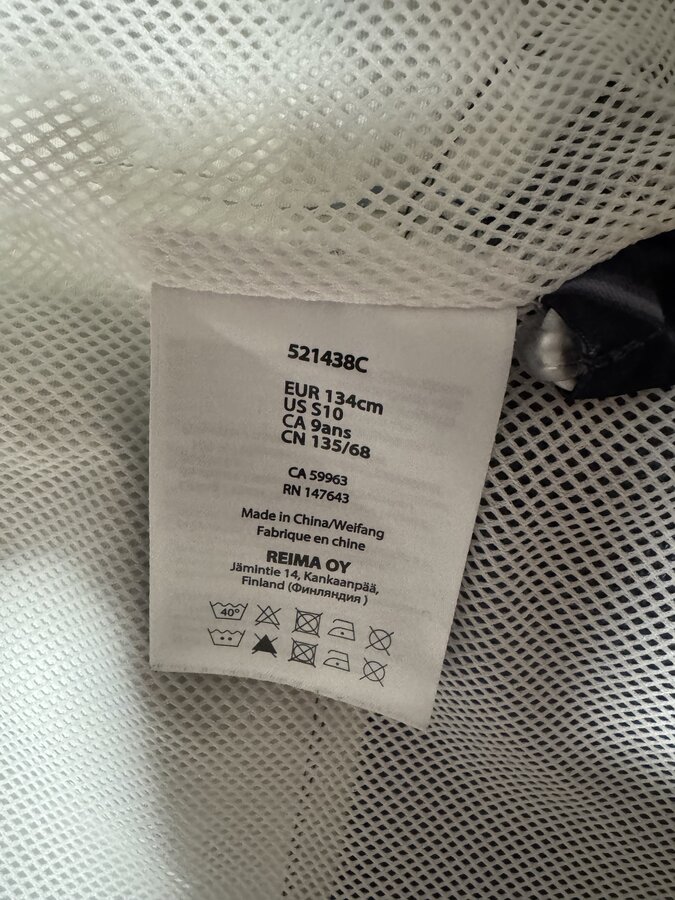 521438C
EUR 134cm
US S10
CA 9ans
CN 135/68
CA 59963
RN 147643
Made in China/Weifang
Fabrique en chine
REIMA OY
Jämintie 14, Kankaanpää,
Finland (Финляндия )
40°